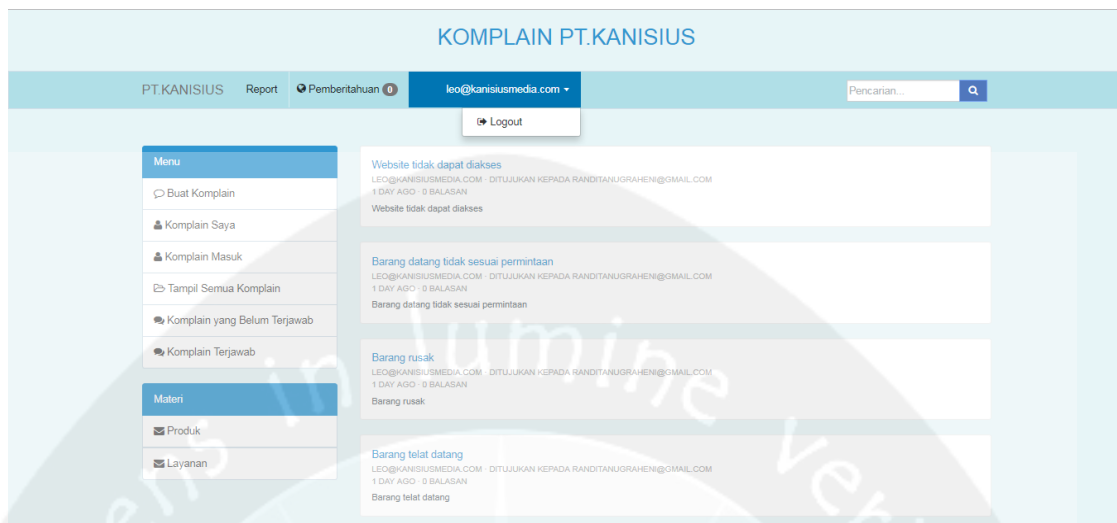 KOMPLAIN PT.KANISIUS
PT.KANISIUS Report Pemberitahuan 0 leo@kanisiusmedia.com Pencarian...
Logout
Menu
Buat Komplain
Komplain Saya
Komplain Masuk
Tampil Semua Komplain
Komplain yang Belum Terjawab
Komplain Terjawab
Materi
Produk
Layanan
Website tidak dapat diakses
LEO@KANISIUSMEDIA.COM · DITUJUKAN KEPADA RANDITANUGRAHENI@GMAIL.COM
1 DAY AGO · 0 BALASAN
Website tidak dapat diakses
Barang datang tidak sesuai permintaan
LEO@KANISIUSMEDIA.COM · DITUJUKAN KEPADA RANDITANUGRAHENI@GMAIL.COM
1 DAY AGO · 0 BALASAN
Barang datang tidak sesuai permintaan
Barang rusak
LEO@KANISIUSMEDIA.COM · DITUJUKAN KEPADA RANDITANUGRAHENI@GMAIL.COM
1 DAY AGO · 0 BALASAN
Barang rusak
Barang telat datang
LEO@KANISIUSMEDIA.COM · DITUJUKAN KEPADA RANDITANUGRAHENI@GMAIL.COM
1 DAY AGO · 0 BALASAN
Barang telat datang
ens in lumine ver